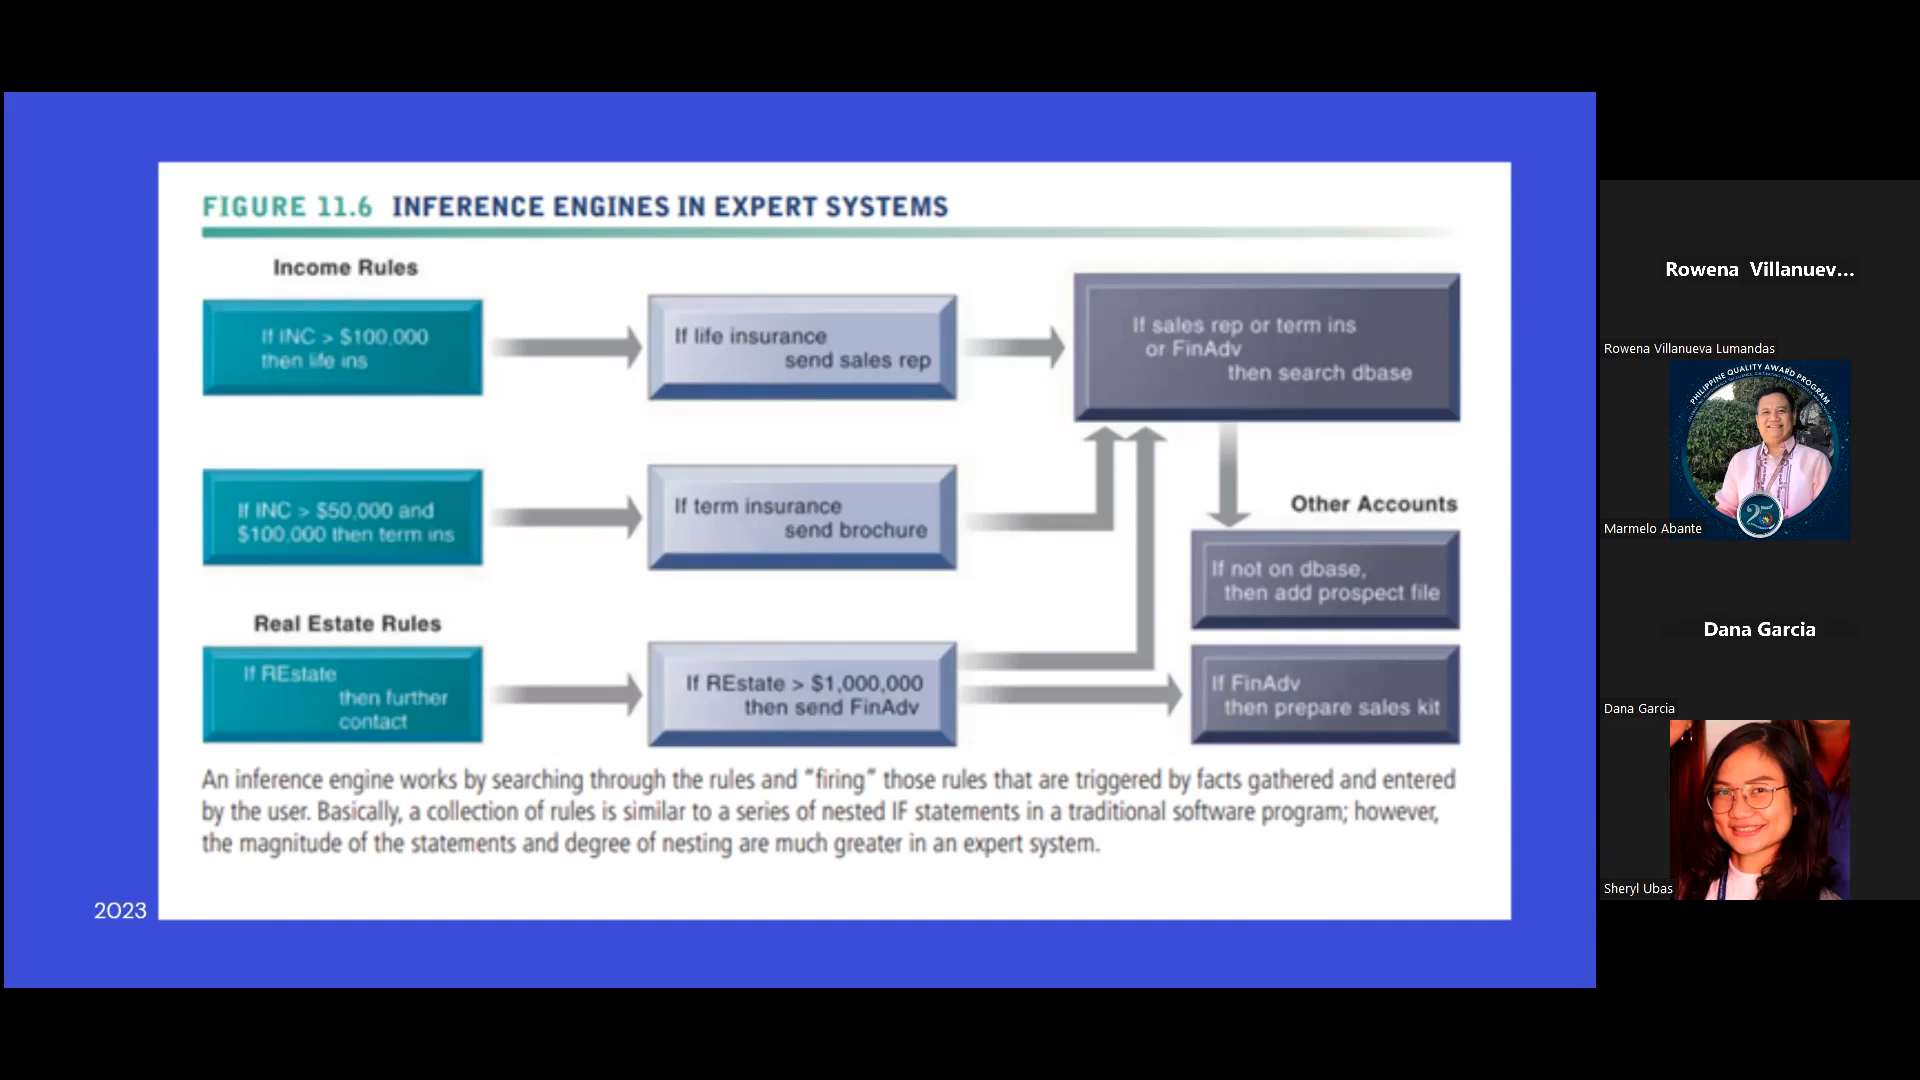 FIGURE 11.6 INFERENCE ENGINES IN EXPERT SYSTEMS
Income Rules
If INC > $100,000
then life ins
If life insurance
send sales rep
If sales rep or term ins
or FinAdv
then search dbase
If INC > $50,000 and
$100,000 then term ins
If term insurance
send brochure
Other Accounts
If not on dbase,
then add prospect file
Real Estate Rules
If REstate
then further
contact
If REstate > $1,000,000
then send FinAdv
If FinAdv
then prepare sales kit
An inference engine works by searching through the rules and "firing" those rules that are triggered by facts gathered and entered
by the user. Basically, a collection of rules is similar to a series of nested IF statements in a traditional software program; however,
the magnitude of the statements and degree of nesting are much greater in an expert system.
2023
Rowena Villanuev...
Rowena Villanueva Lumandas
PHILIPPINE QUALITY AWARD PROGRAM
25
Marmelo Abante
Dana Garcia
Dana Garcia
Sheryl Ubas